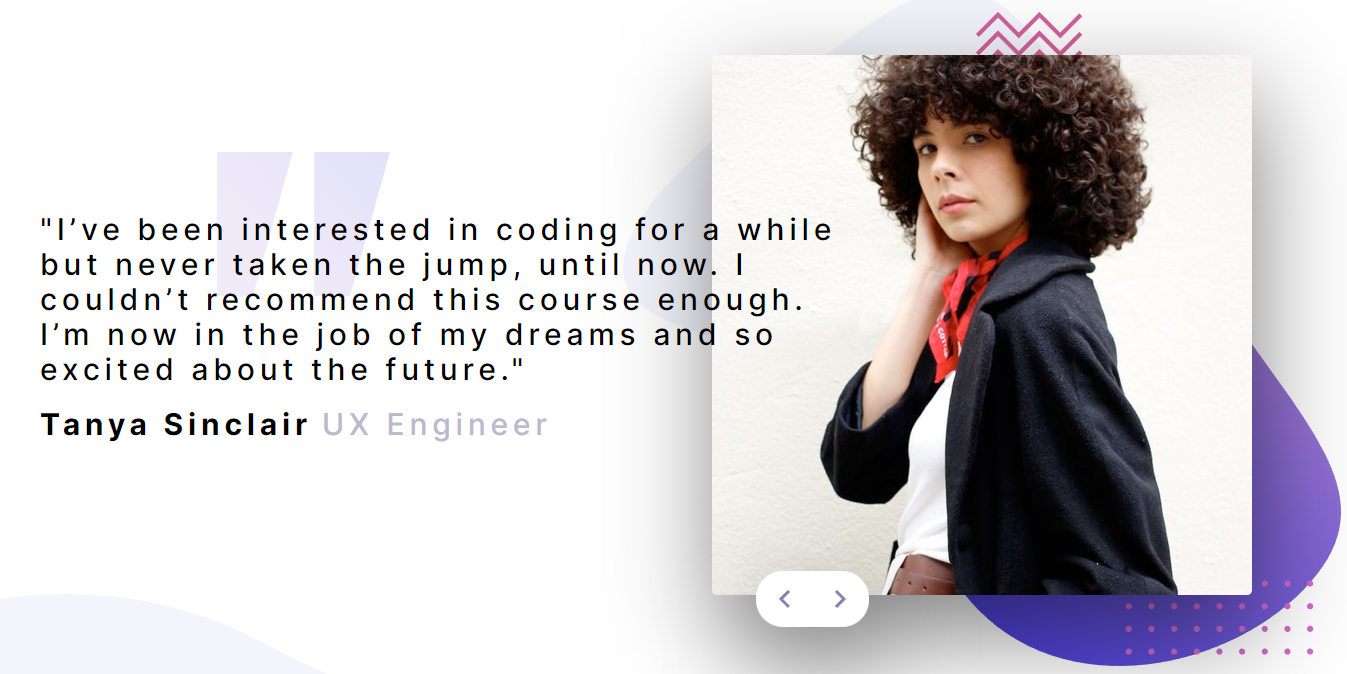 "I’ve been interested in coding for a while
but never taken the jump, until now. I
couldn’t recommend this course enough.
I’m now in the job of my dreams and so
excited about the future."
Tanya Sinclair UX Engineer